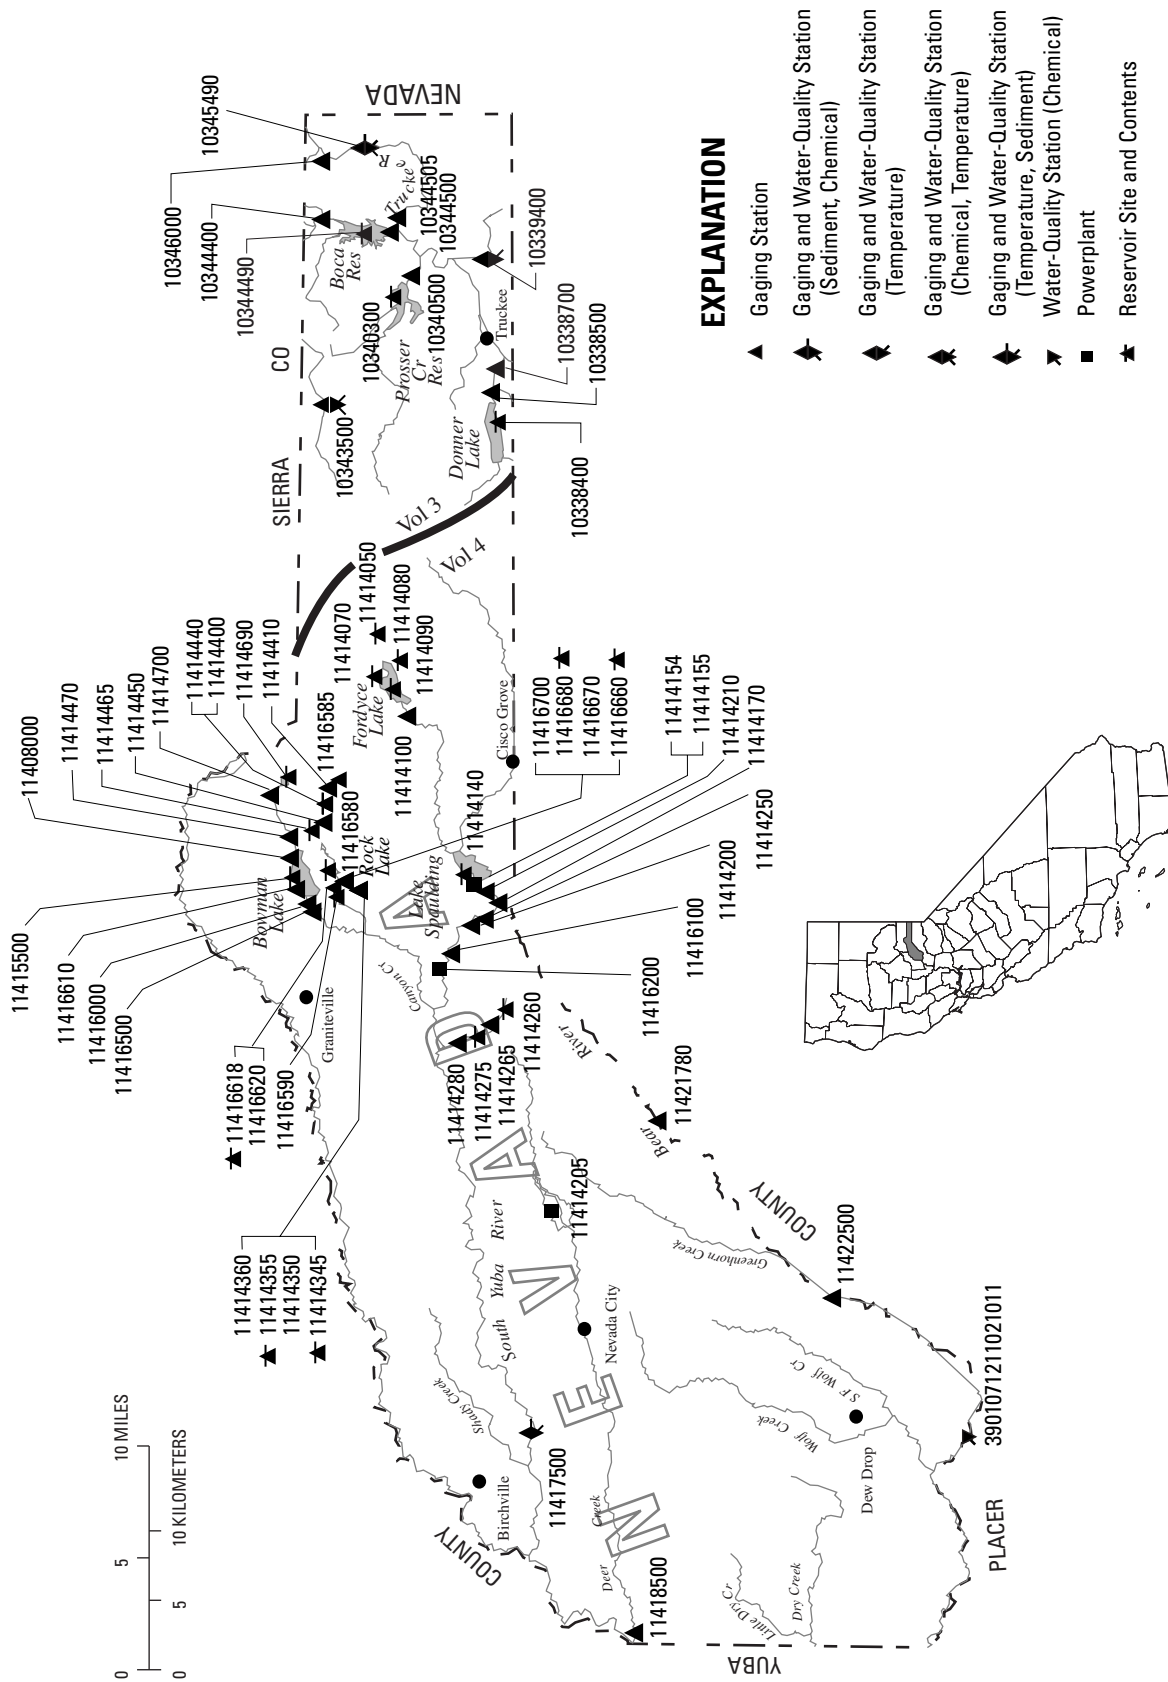 10346000
10344400
10344490
10345490
NEVADA
Truckee R
10344505
10344500
Boca
Res
10339400
SIERRA
CO
10343500
10340300
10340500
Prosser
Cr
Res
Truckee
10338700
10338500
Donner
Lake
10338400
Vol 3
Vol 4
11408000
11414470
11414465
11414450
11414700
11414440
11414400
11414690
11414410
11416585
11414070
11414050
11414080
11414090
Fordyce
Lake
11414100
Cisco Grove
11416700
11416680
11416670
11416660
11414140
11414154
11414155
11414210
11414170
11414250
11414200
11416100
11416200
11415500
11416610
11416000
11416500
Bowman
Lake
11416580
Rock
Lake
Lake
Spaulding
Canyon Cr
Graniteville
11416618
11416620
11416590
11414360
11414355
11414350
11414345
11414280
11414275
11414265
11414260
Bear
River
11421780
NEVADA
11414205
South
Yuba
River
Greenhorn Creek
COUNTY
11422500
Nevada City
Shady Creek
Birchville
11417500
Deer
Creek
11418500
COUNTY
YUBA
Little Dry Cr
Dry Creek
Wolf Creek
S F Wolf Cr
Dew Drop
390107121102101
PLACER
0
5
10 MILES
0
5
10 KILOMETERS
EXPLANATION
Gaging Station
Gaging and Water-Quality Station
(Sediment, Chemical)
Gaging and Water-Quality Station
(Temperature)
Gaging and Water-Quality Station
(Chemical, Temperature)
Gaging and Water-Quality Station
(Temperature, Sediment)
Water-Quality Station (Chemical)
Powerplant
Reservoir Site and Contents